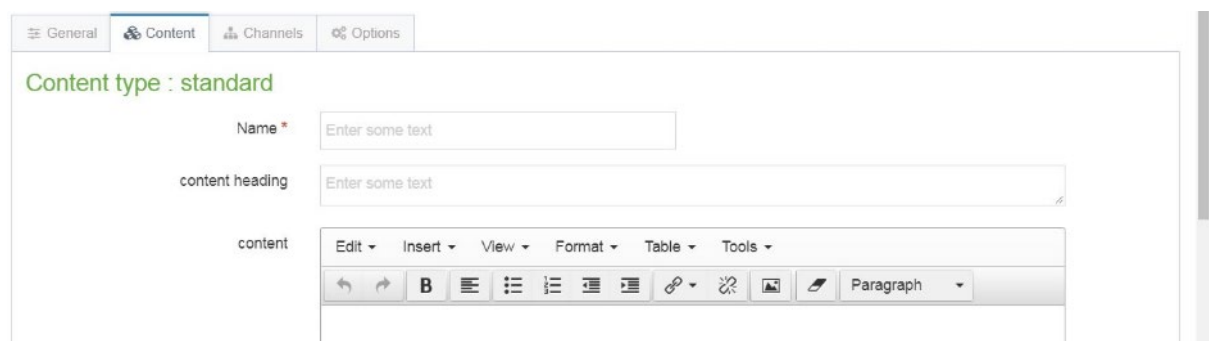 General Content Channels Options
Content type : standard
Name * Enter some text
content heading Enter some text
content Edit Insert View Format Table Tools
B Paragraph